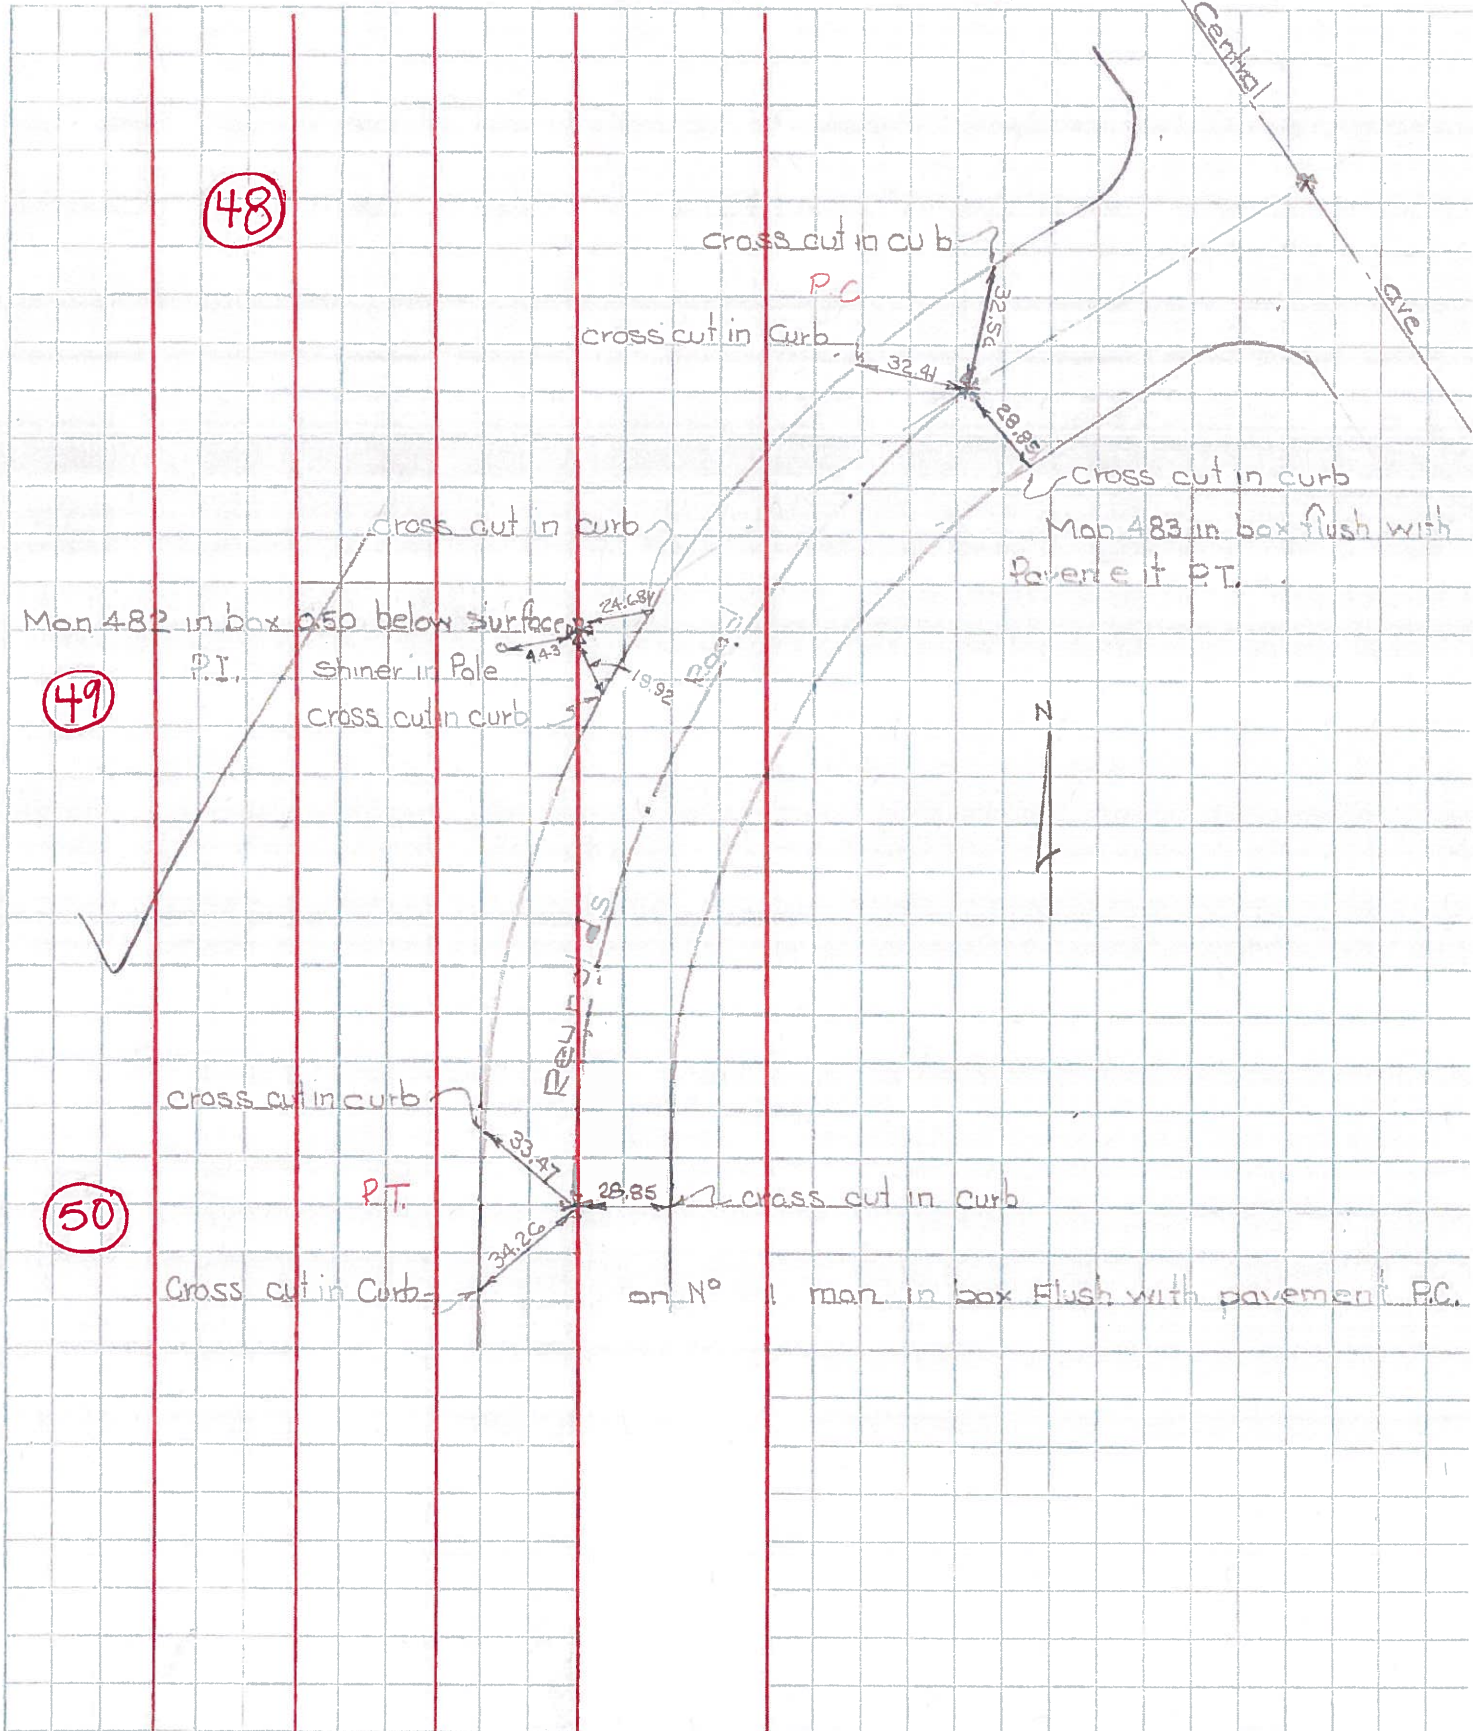 Central
ave
48
cross cut in cu b
P.C
32.5
cross cut in Curb
32.41
28.85
cross cut in curb
cross cut in curb
Mon 483 in box flush with
P.T.
24.68
Mon 482 in box 0.50 below surface
4.43
P.I.
shiner in Pole
18.92
49
cross cut in curb
N
cross cut in curb
33.47
P.T.
28.85
cross cut in curb
50
34.26
Cross cut in Curb
on Nº 1 mon in box Flush with pavement P.C.